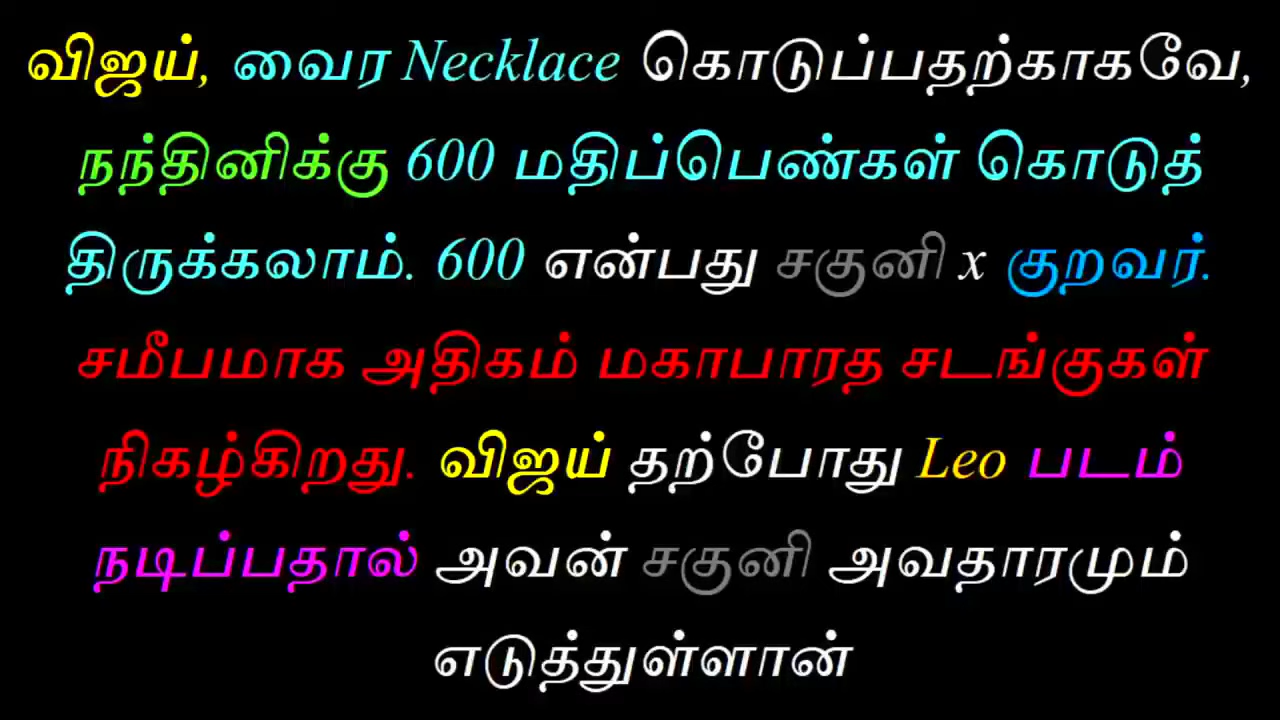 விஜய், வைர Necklace கொடுப்பதற்காகவே,
நந்தினிக்கு 600 மதிப்பெண்கள் கொடுத்
திருக்கலாம். 600 என்பது சகுனி x குறவர்.
சமீபமாக அதிகம் மகாபாரத சடங்குகள்
நிகழ்கிறது. விஜய் தற்போது Leo படம்
நடிப்பதால் அவன் சகுனி அவதாரமும்
எடுத்துள்ளான்